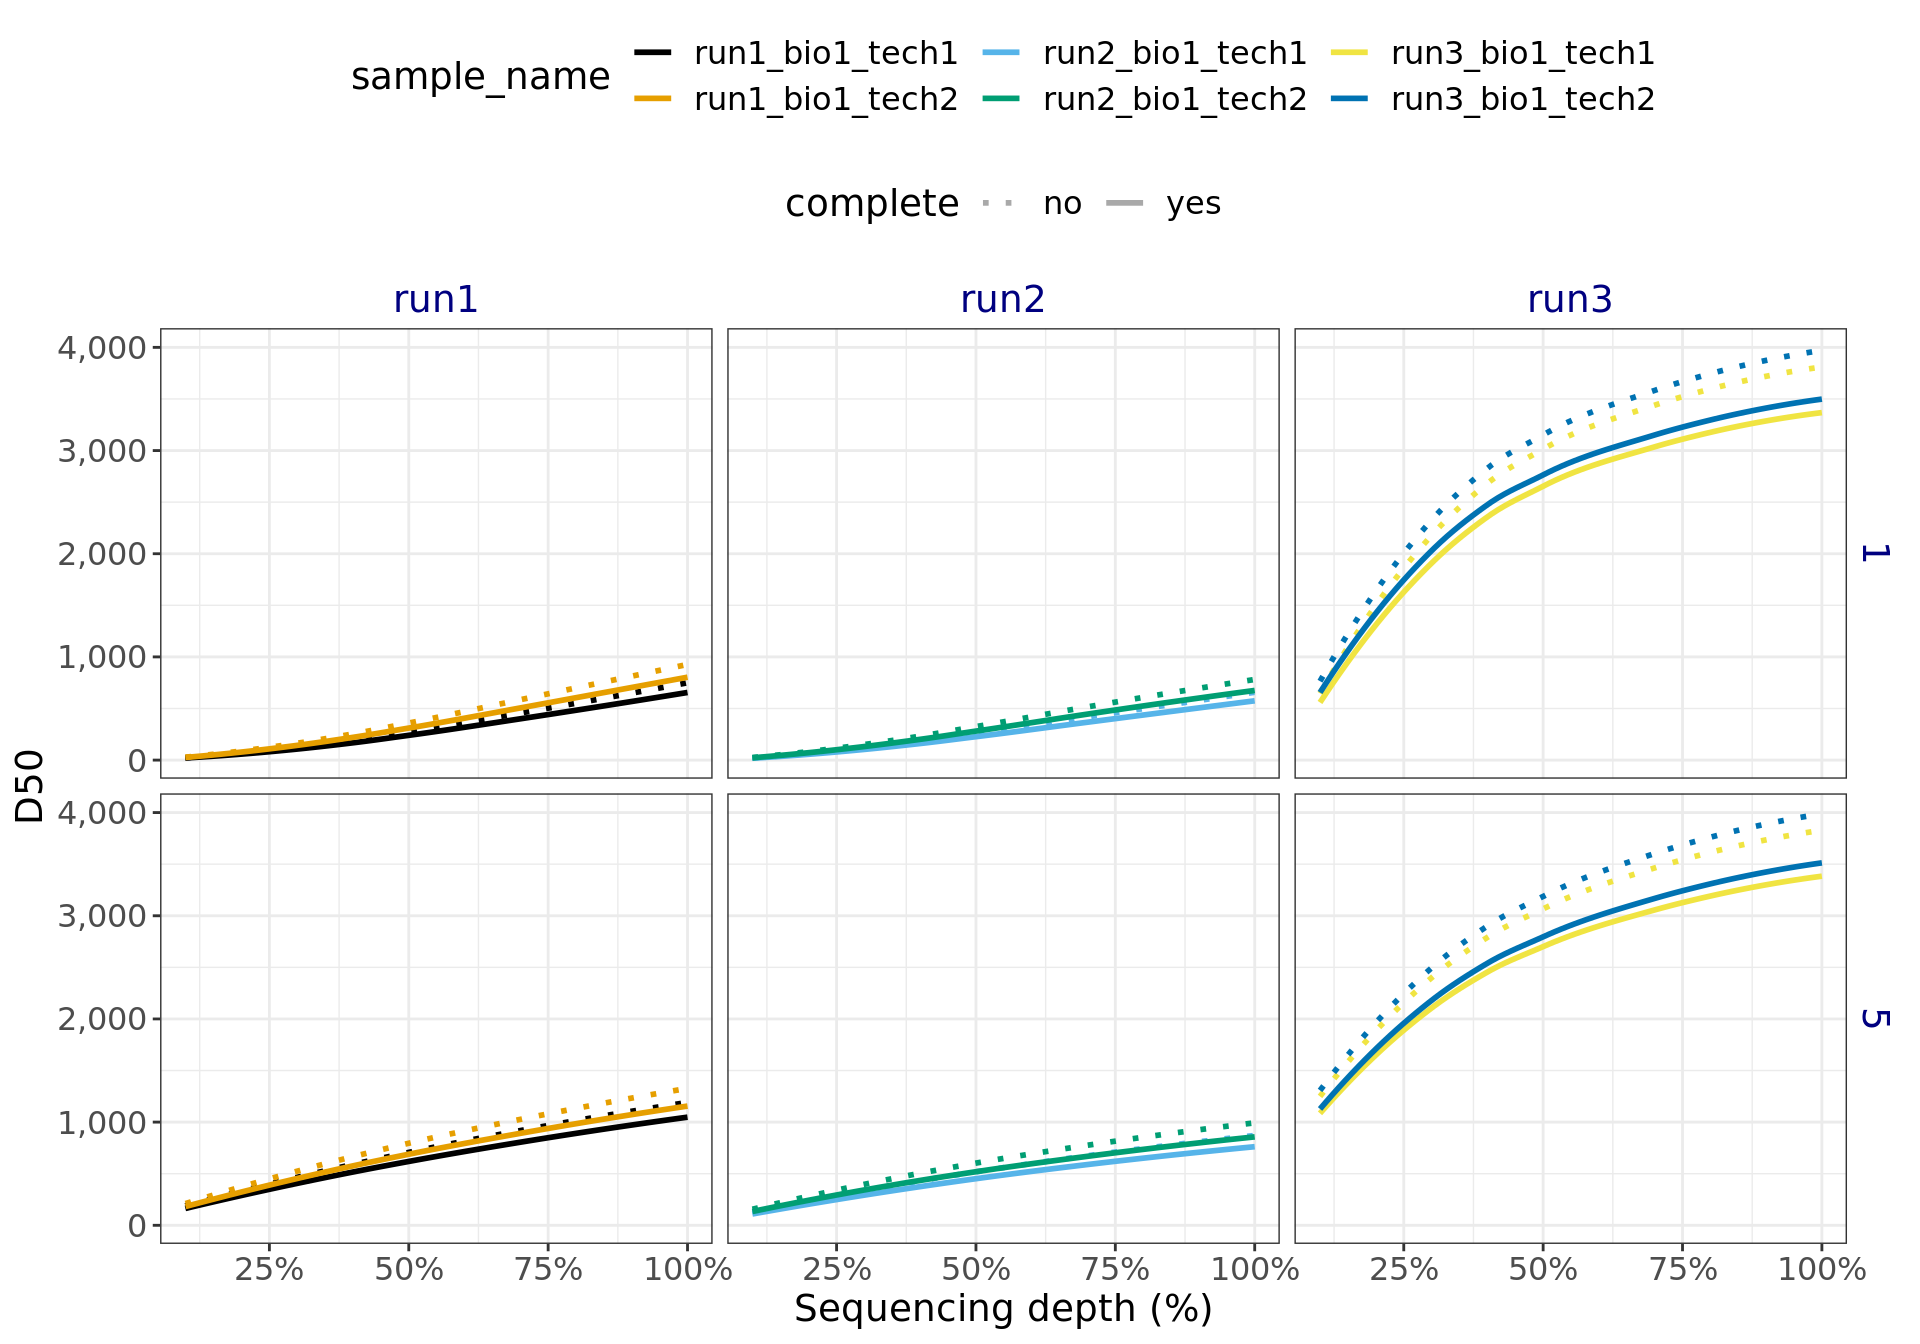 sample_name
run1_bio1_tech1 run2_bio1_tech1 run3_bio1_tech1
run1_bio1_tech2 run2_bio1_tech2 run3_bio1_tech2
complete no yes
run1 run2 run3
4,000
3,000
2,000
1,000
0
1
D50
4,000
3,000
2,000
1,000
0
5
25% 50% 75% 100% 25% 50% 75% 100% 25% 50% 75% 100%
Sequencing depth (%)